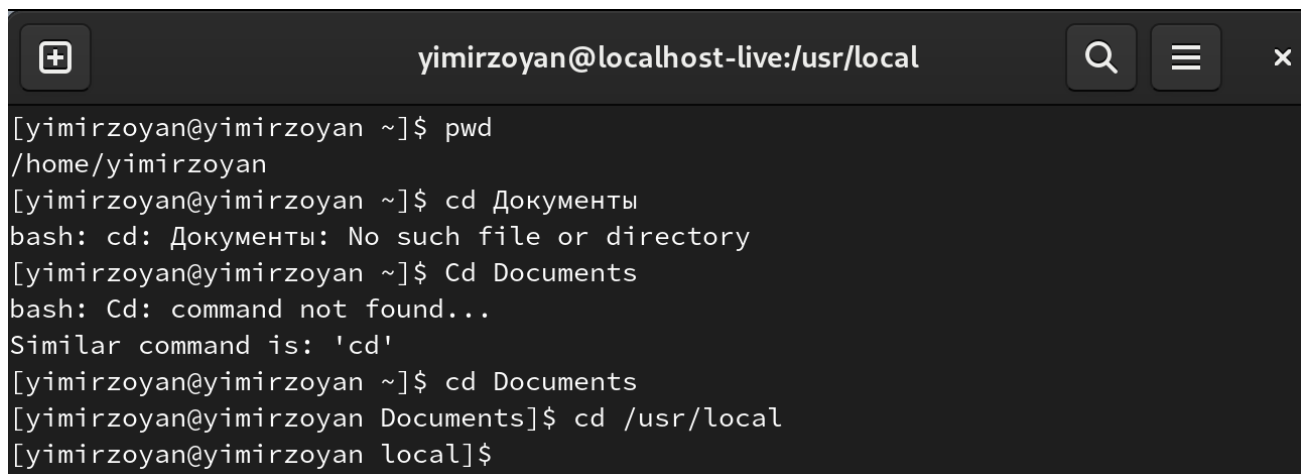 yimirzoyan@localhost-live:/usr/local
[yimirzoyan@yimirzoyan ~]$ pwd
/home/yimirzoyan
[yimirzoyan@yimirzoyan ~]$ cd Документы
bash: cd: Документы: No such file or directory
[yimirzoyan@yimirzoyan ~]$ Cd Documents
bash: Cd: command not found...
Similar command is: 'cd'
[yimirzoyan@yimirzoyan ~]$ cd Documents
[yimirzoyan@yimirzoyan Documents]$ cd /usr/local
[yimirzoyan@yimirzoyan local]$